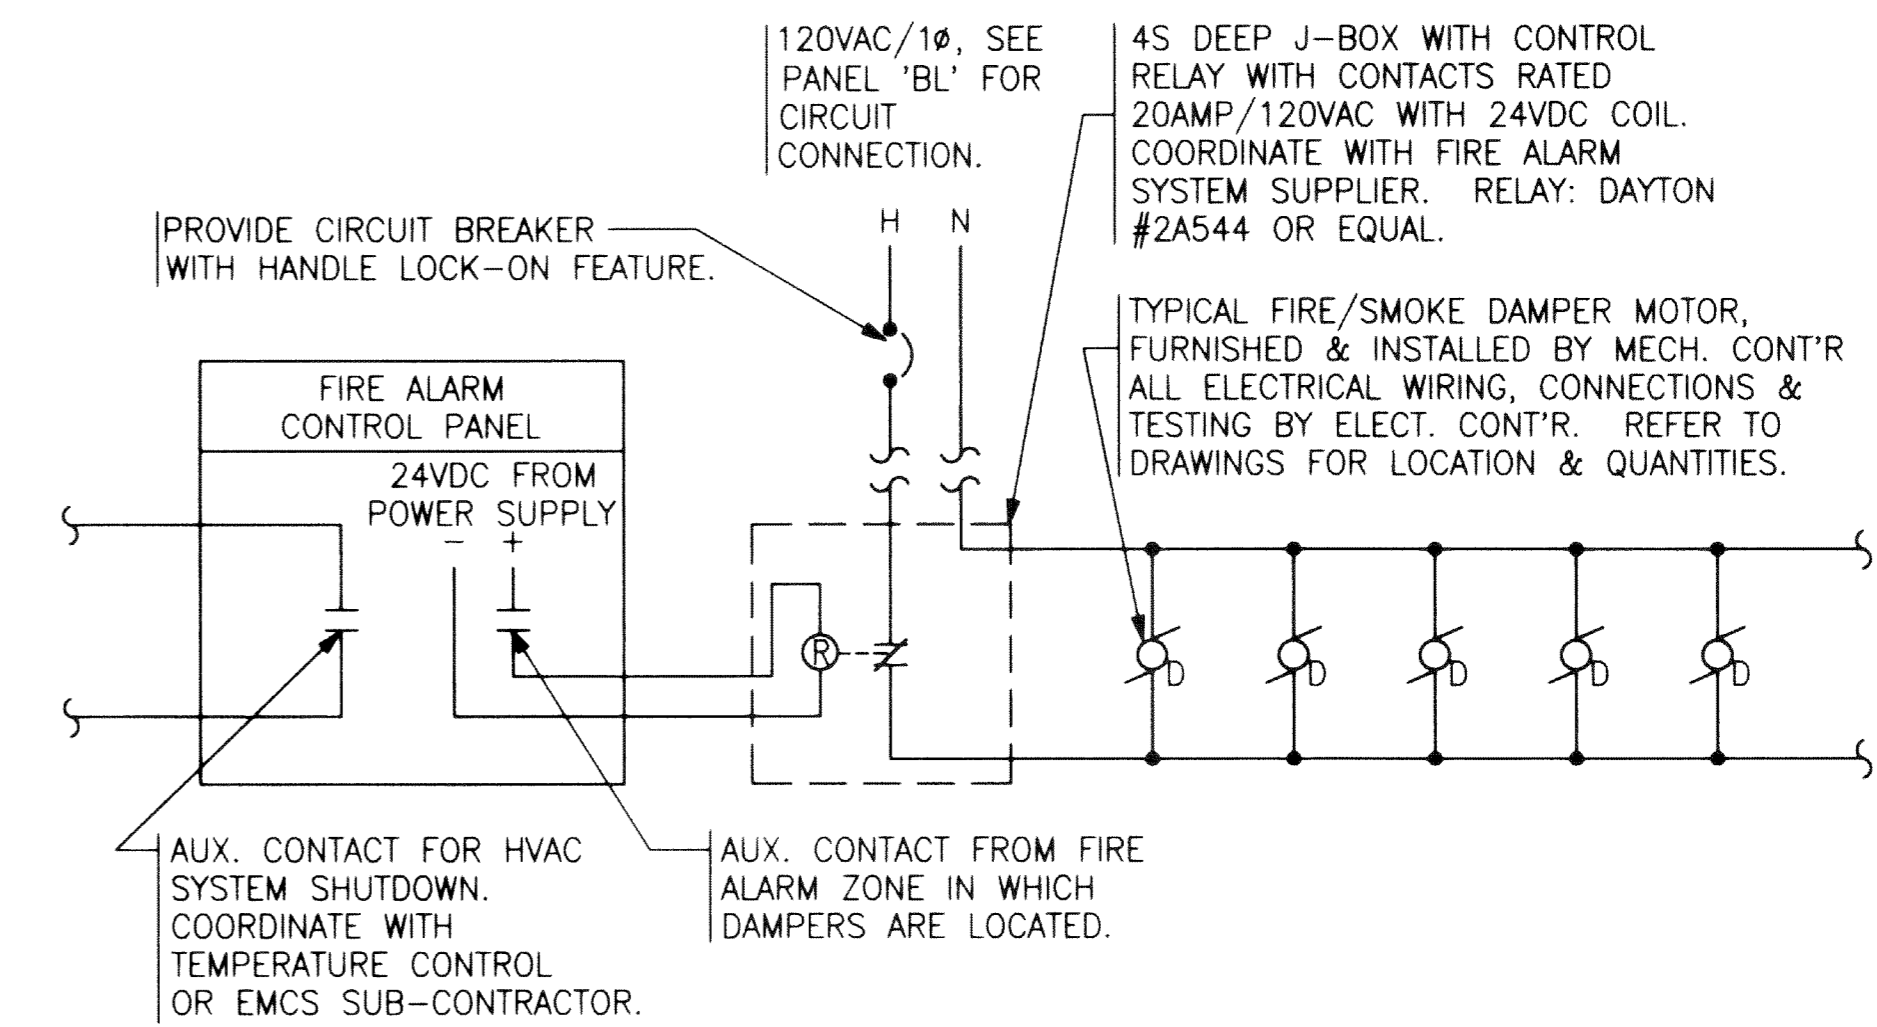 120VAC/1ø, SEE
PANEL 'BL' FOR
CIRCUIT
CONNECTION.
4S DEEP J-BOX WITH CONTROL
RELAY WITH CONTACTS RATED
20AMP/120VAC WITH 24VDC COIL.
COORDINATE WITH FIRE ALARM
SYSTEM SUPPLIER. RELAY: DAYTON
#2A544 OR EQUAL.
PROVIDE CIRCUIT BREAKER
WITH HANDLE LOCK-ON FEATURE.
H N
TYPICAL FIRE/SMOKE DAMPER MOTOR,
FURNISHED & INSTALLED BY MECH. CONT'R
ALL ELECTRICAL WIRING, CONNECTIONS &
TESTING BY ELECT. CONT'R. REFER TO
DRAWINGS FOR LOCATION & QUANTITIES.
FIRE ALARM
CONTROL PANEL
24VDC FROM
POWER SUPPLY
- +
R
D D D D D
AUX. CONTACT FOR HVAC
SYSTEM SHUTDOWN.
COORDINATE WITH
TEMPERATURE CONTROL
OR EMCS SUB-CONTRACTOR.
AUX. CONTACT FROM FIRE
ALARM ZONE IN WHICH
DAMPERS ARE LOCATED.